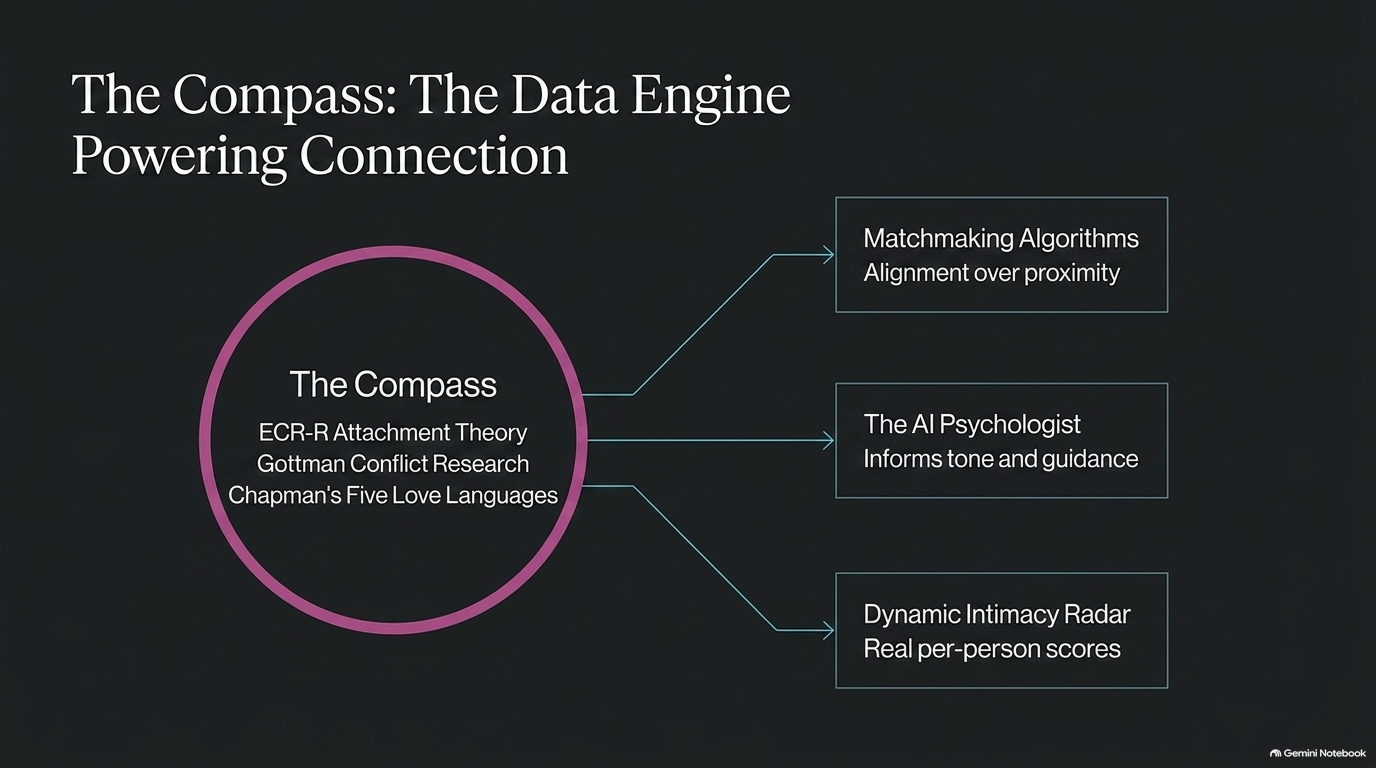 The Compass: The Data Engine
Powering Connection
The Compass
ECR-R Attachment Theory
Gottman Conflict Research
Chapman's Five Love Languages
Matchmaking Algorithms
Alignment over proximity
The AI Psychologist
Informs tone and guidance
Dynamic Intimacy Radar
Real per-person scores
Gemini Notebook